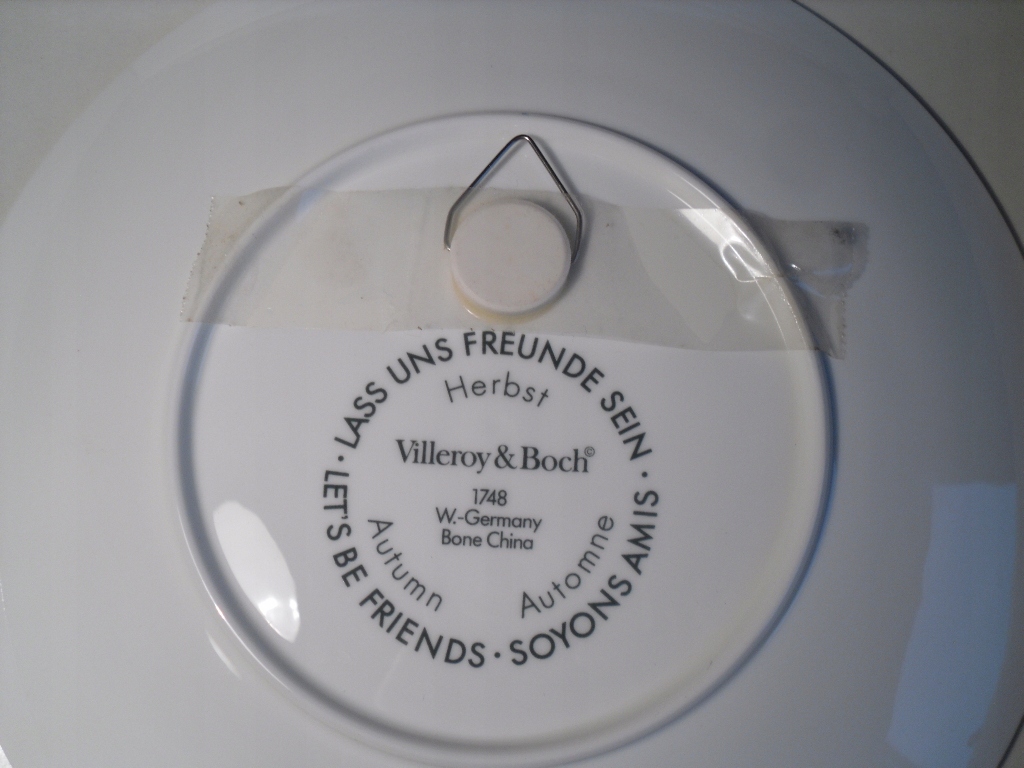 LASS UNS FREUNDE SEIN · SOYONS AMIS · LET'S BE FRIENDS ·
Herbst
Villeroy & Boch©
1748
W.-Germany
Bone China
Autumn
Automne